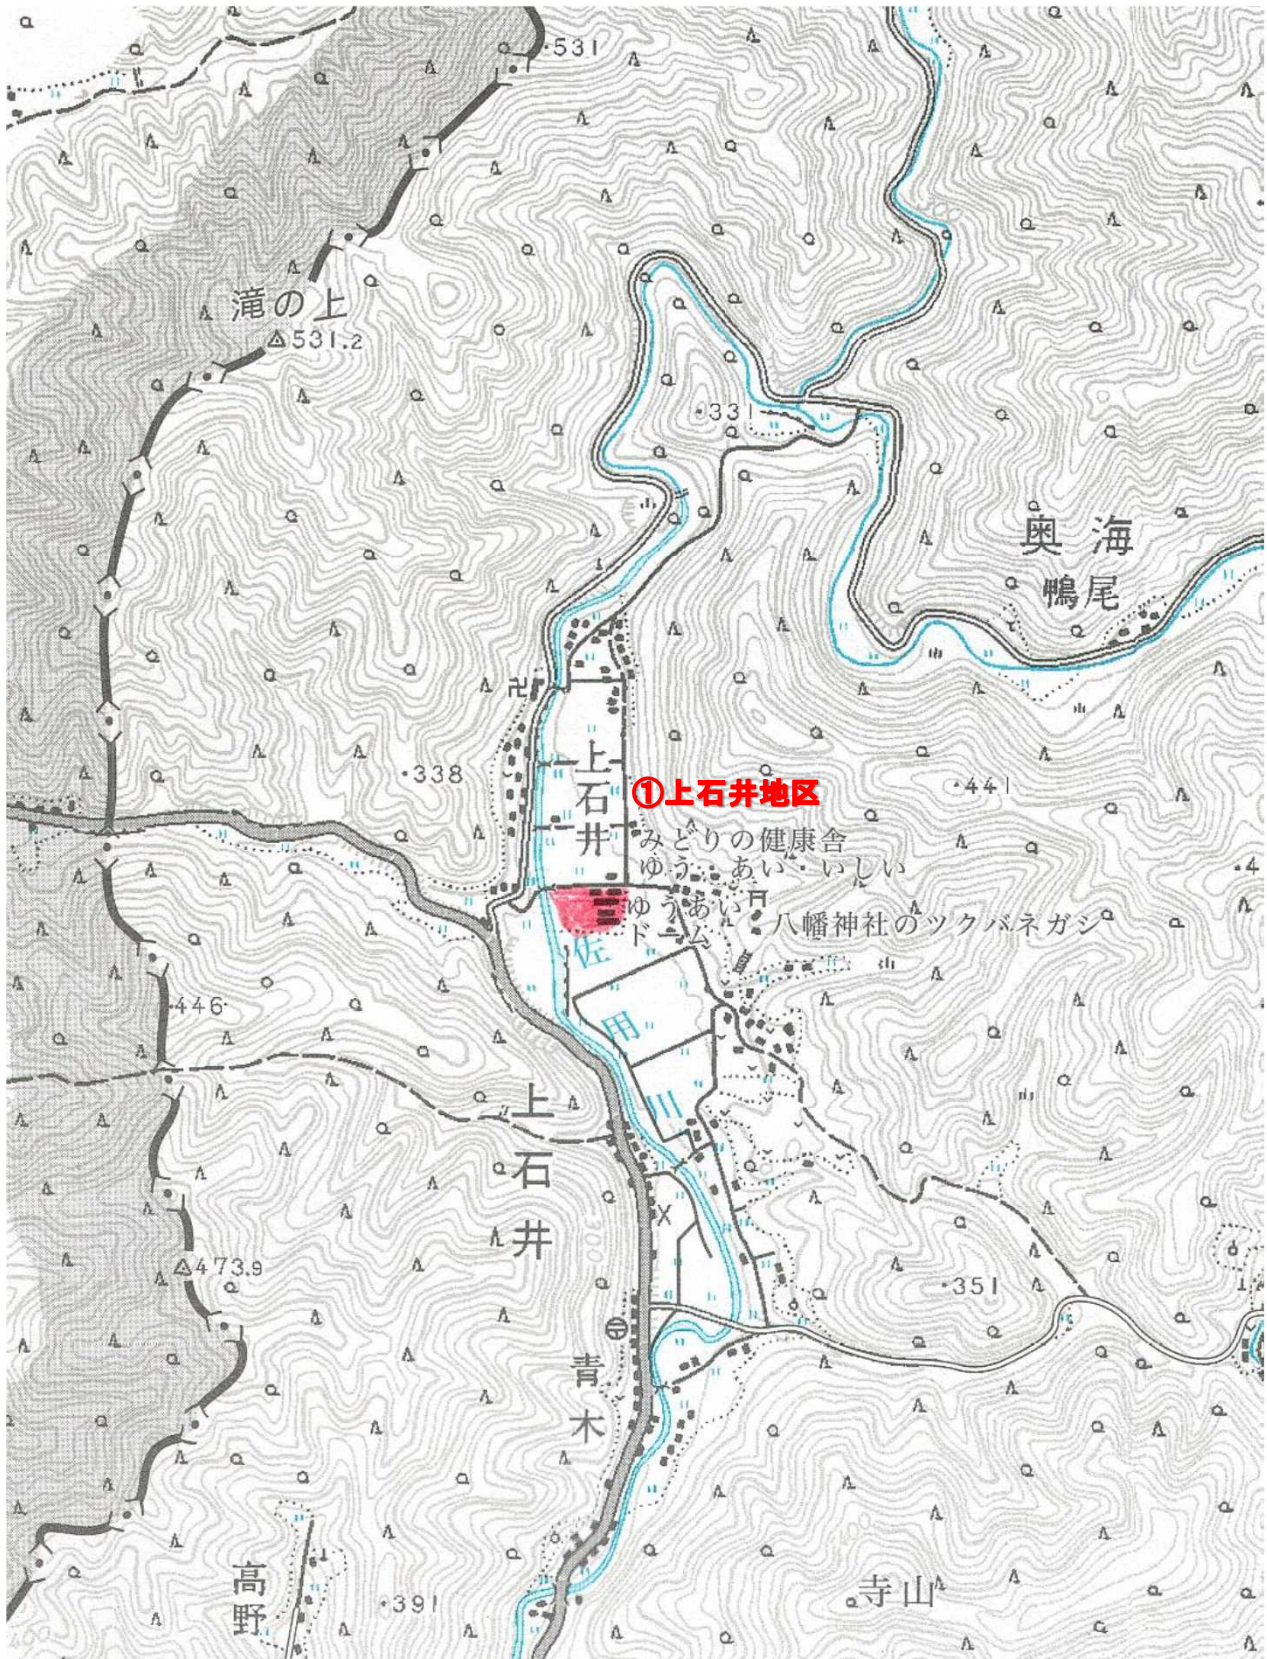 531
滝の上
531.2
331
奥海
鴨尾
上石井
338
①上石井地区
441
みどりの健康舎
ゆう・あい・いしい
ゆうあい
ドーム
八幡神社のツクバネガシ
佐用川
446
上石井
300
473.9
351
青木
高野
391
寺山
400